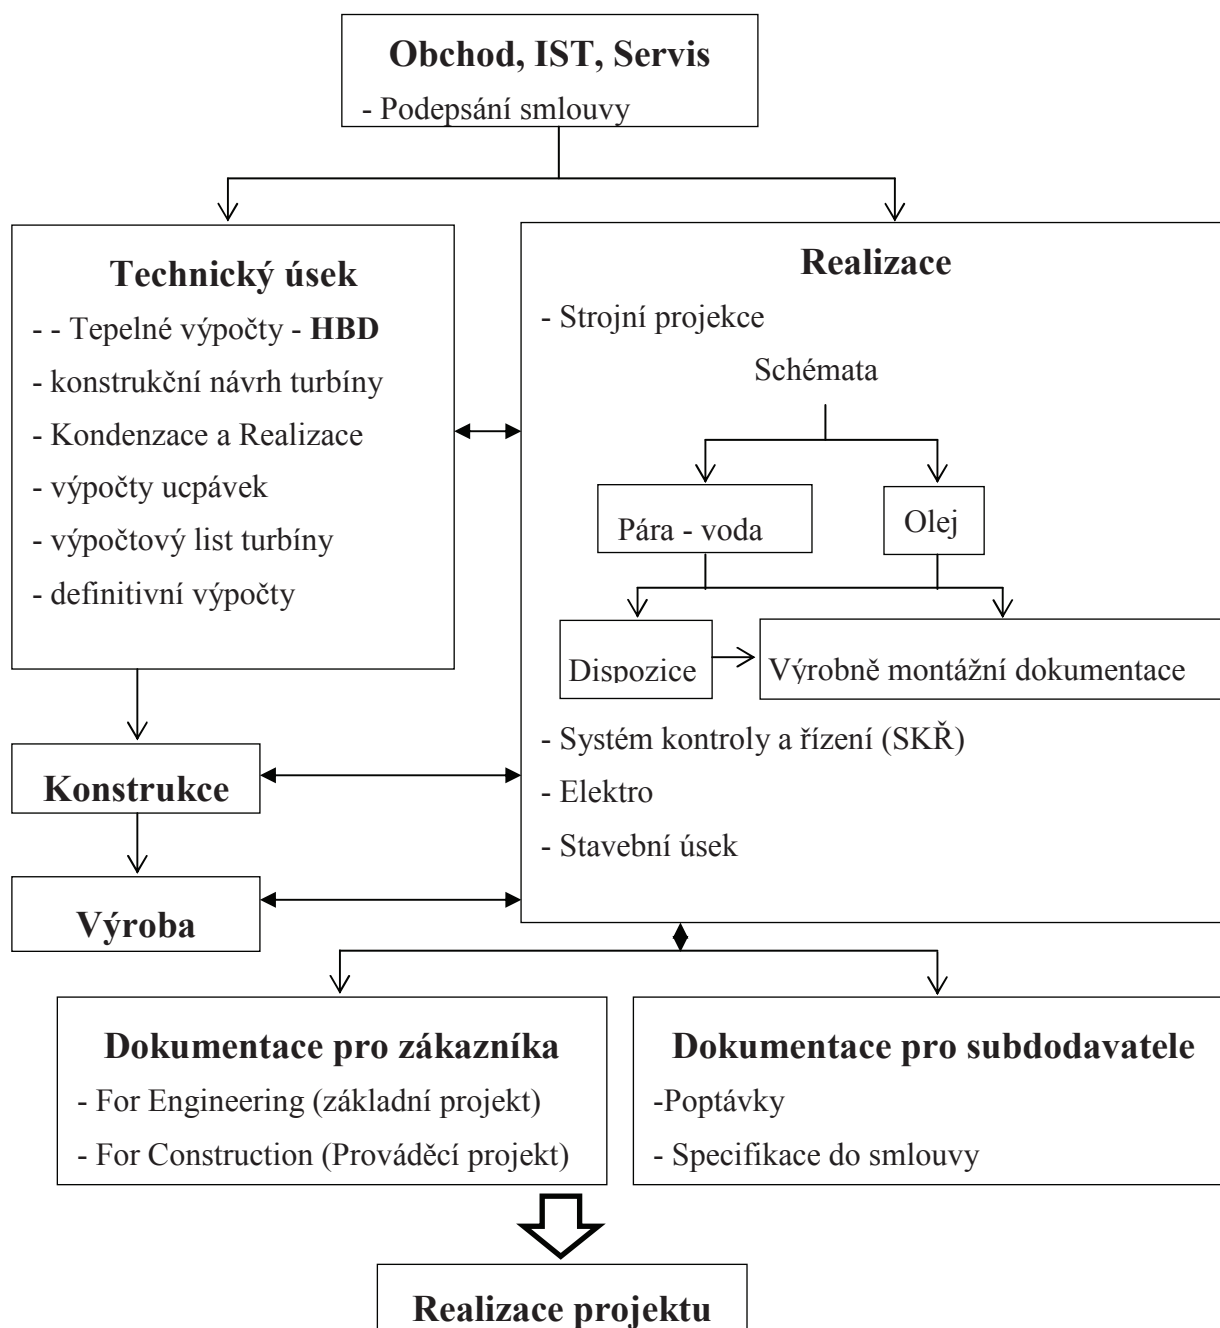 Obchod, IST, Servis
- Podepsání smlouvy
Technický úsek
- - Tepelné výpočty - HBD
- konstrukční návrh turbíny
- Kondenzace a Realizace
- výpočty ucpávek
- výpočtový list turbíny
- definitivní výpočty
Realizace
- Strojní projekce
Schémata
Pára - voda
Olej
Dispozice
Výrobně montážní dokumentace
- Systém kontroly a řízení (SKŘ)
- Elektro
- Stavební úsek
Konstrukce
Výroba
Dokumentace pro zákazníka
- For Engineering (základní projekt)
- For Construction (Prováděcí projekt)
Dokumentace pro subdodavatele
-Poptávky
- Specifikace do smlouvy
Realizace projektu